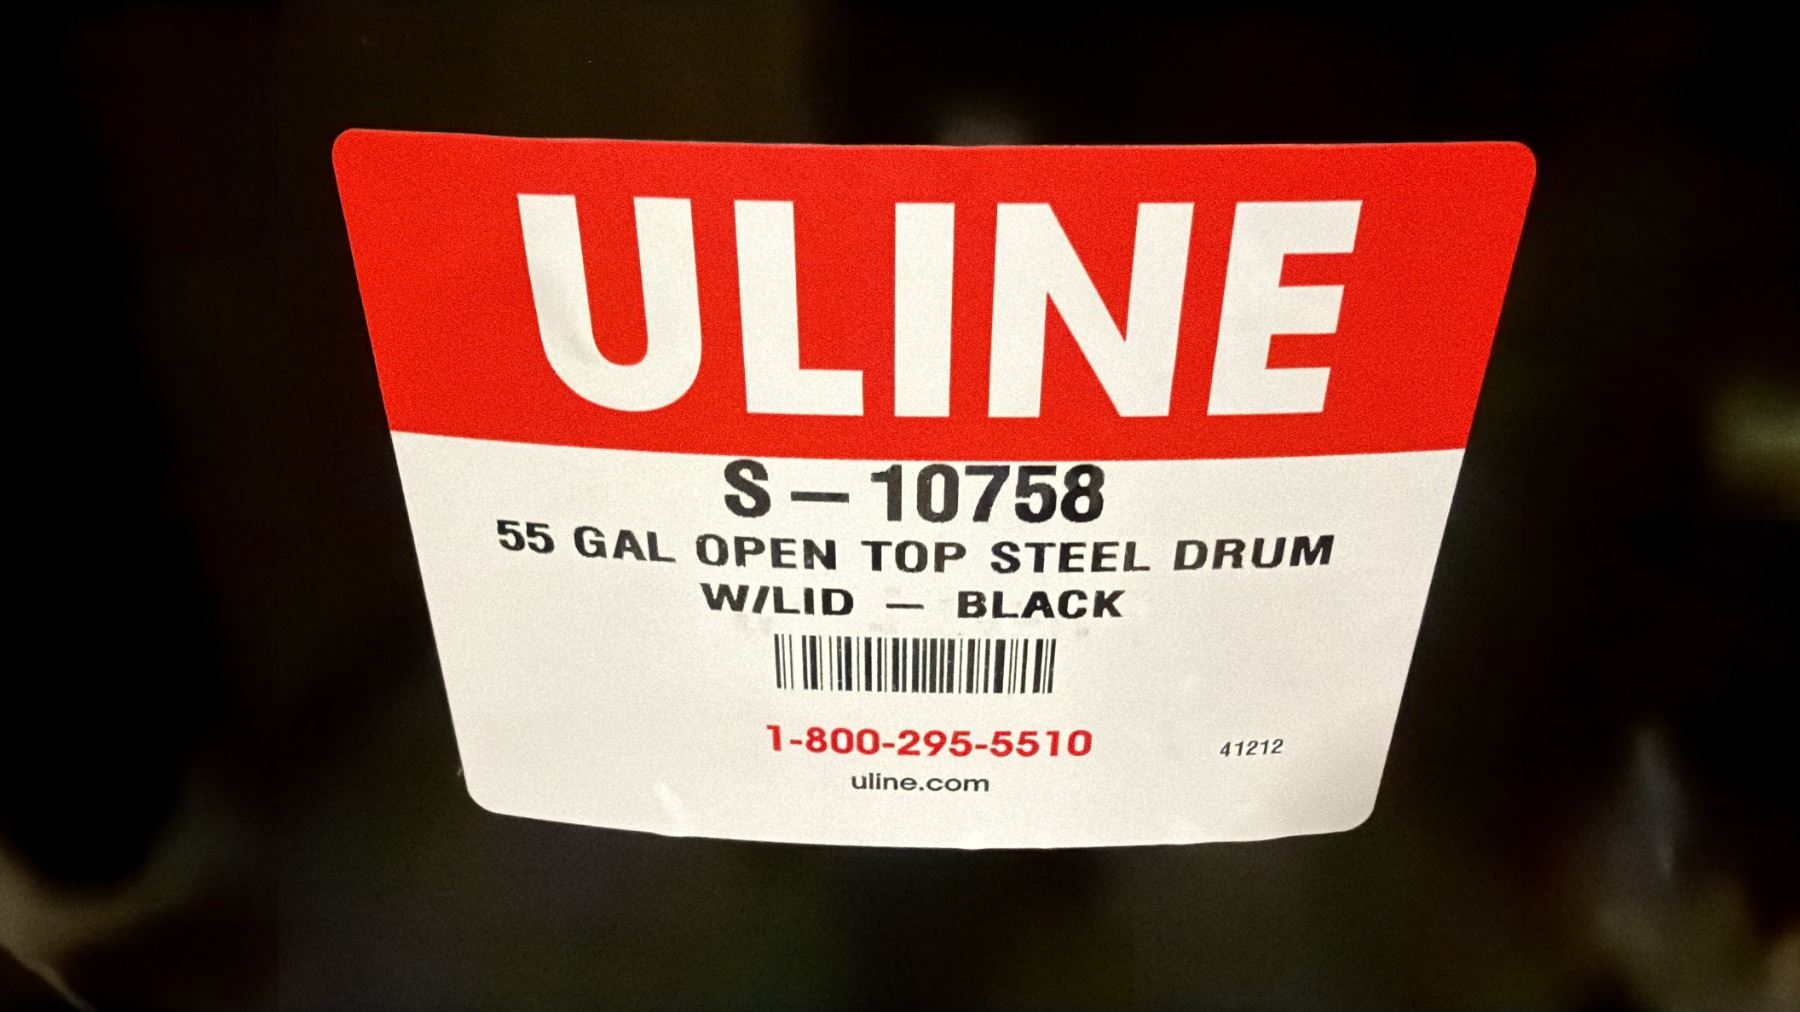 ULINE
S – 10758
55 GAL OPEN TOP STEEL DRUM
W/LID – BLACK
1-800-295-5510
41212
uline.com